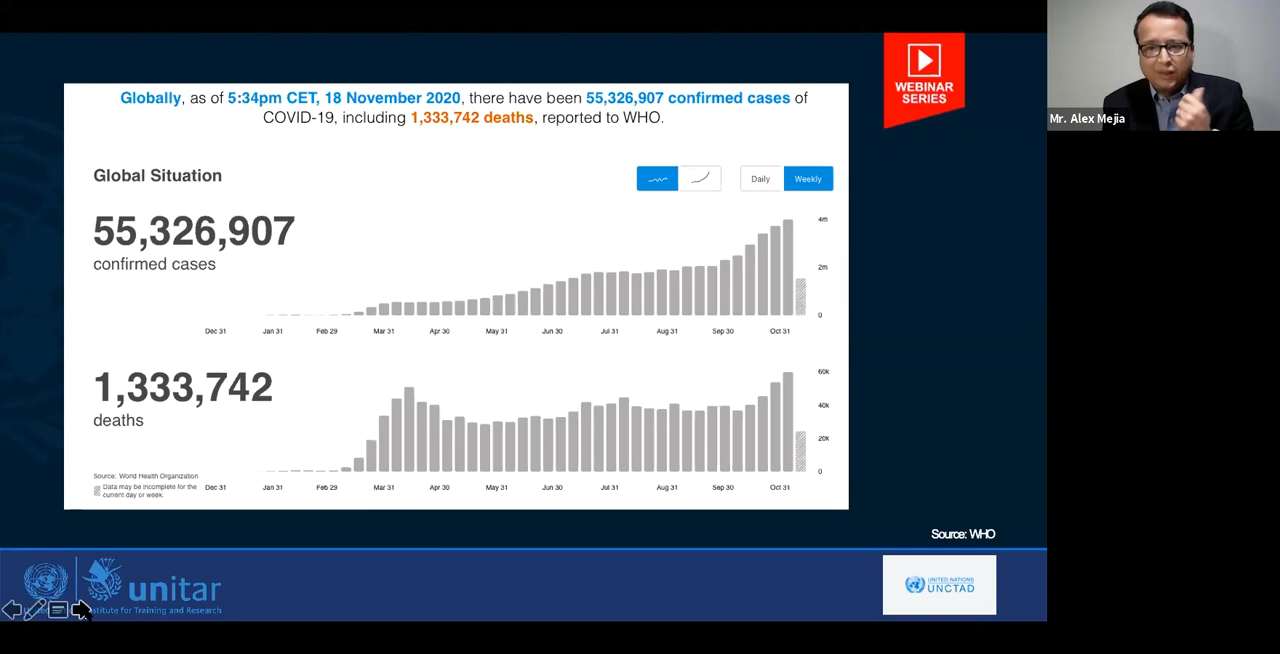 Globally, as of 5:34pm CET, 18 November 2020, there have been 55,326,907 confirmed cases of
COVID-19, including 1,333,742 deaths, reported to WHO.
WEBINAR
SERIES
Mr. Alex Mejia
Global Situation
Daily
Weekly
55,326,907
confirmed cases
4m
2m
0
Dec 31
Jan 31
Feb 29
Mar 31
Apr 30
May 31
Jun 30
Jul 31
Aug 31
Sep 30
Oct 31
1,333,742
deaths
60k
40k
20k
0
Source: World Health Organization
Data may be incomplete for the
current day or week.
Dec 31
Jan 31
Feb 29
Mar 31
Apr 30
May 31
Jun 30
Jul 31
Aug 31
Sep 30
Oct 31
Source: WHO
unitar
stitute for Training and Research
UNITED NATIONS
UNCTAD